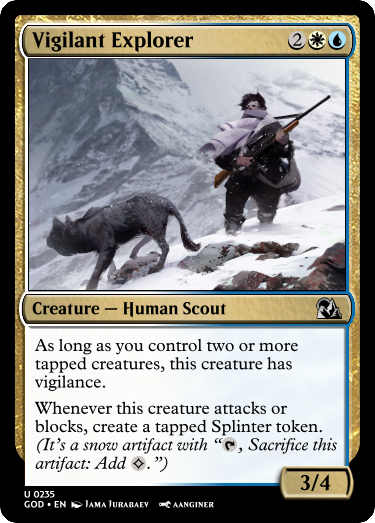 Vigilant Explorer 2
Creature — Human Scout
As long as you control two or more
tapped creatures, this creature has
vigilance.
Whenever this creature attacks or
blocks, create a tapped Splinter token.
(It's a snow artifact with “, Sacrifice this
artifact: Add .”)
3/4
U 0235
GOD • EN Jama Jurabaev aanginer